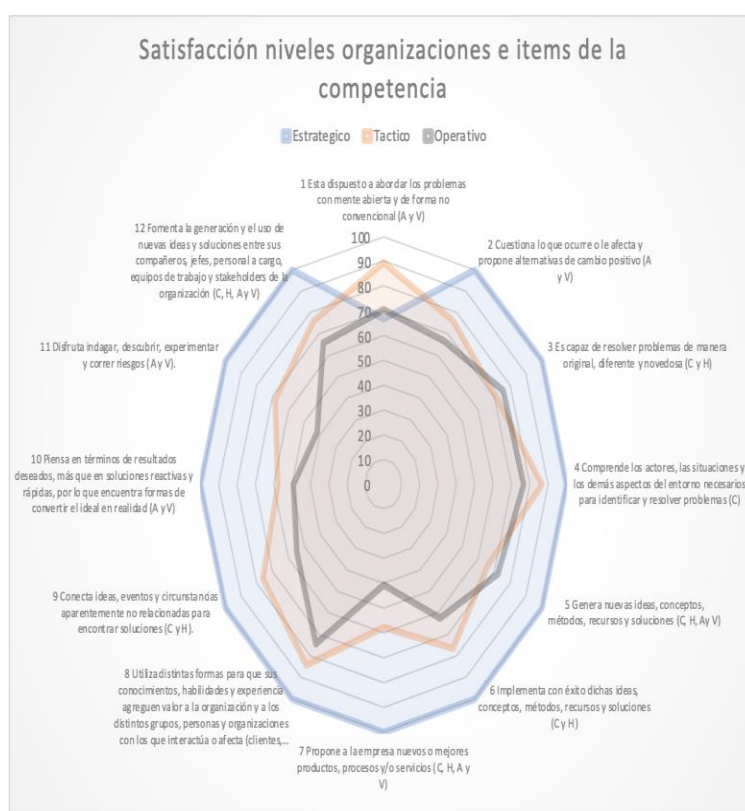 Satisfacción niveles organizaciones e items de la
competencia
Estrategico Tactico Operativo
1 Esta dispuesto a abordar los problemas
con mente abierta y de forma no
convencional (A y V)
2 Cuestiona lo que ocurre o le afecta y
propone alternativas de cambio positivo (A
y V)
3 Es capaz de resolver problemas de manera
original, diferente y novedosa (C y H)
4 Comprende los actores, las situaciones y
los demás aspectos del entorno necesarios
para identificar y resolver problemas (C)
5 Genera nuevas ideas, conceptos,
métodos, recursos y soluciones (C, H, A y V)
6 Implementa con éxito dichas ideas,
conceptos, métodos, recursos y soluciones
(C y H)
7 Propone a la empresa nuevos o mejores
productos, procesos y/o servicios (C, H, A y
V)
8 Utiliza distintas formas para que sus
conocimientos, habilidades y experiencia
agreguen valor a la organización y a los
distintos grupos, personas y organizaciones
con los que interactúa o afecta (clientes,...
9 Conecta ideas, eventos y circunstancias
aparentemente no relacionadas para
encontrar soluciones (C y H).
10 Piensa en términos de resultados
deseados, más que en soluciones reactivas y
rápidas, por lo que encuentra formas de
convertir el ideal en realidad (A y V)
11 Disfruta indagar, descubrir, experimentar
y correr riesgos (A y V).
12 Fomenta la generación y el uso de
nuevas ideas y soluciones entre sus
compañeros, jefes, personal a cargo,
equipos de trabajo y stakeholders de la
organización (C, H, A y V)
100
90
80
70
60
50
40
30
20
10
0